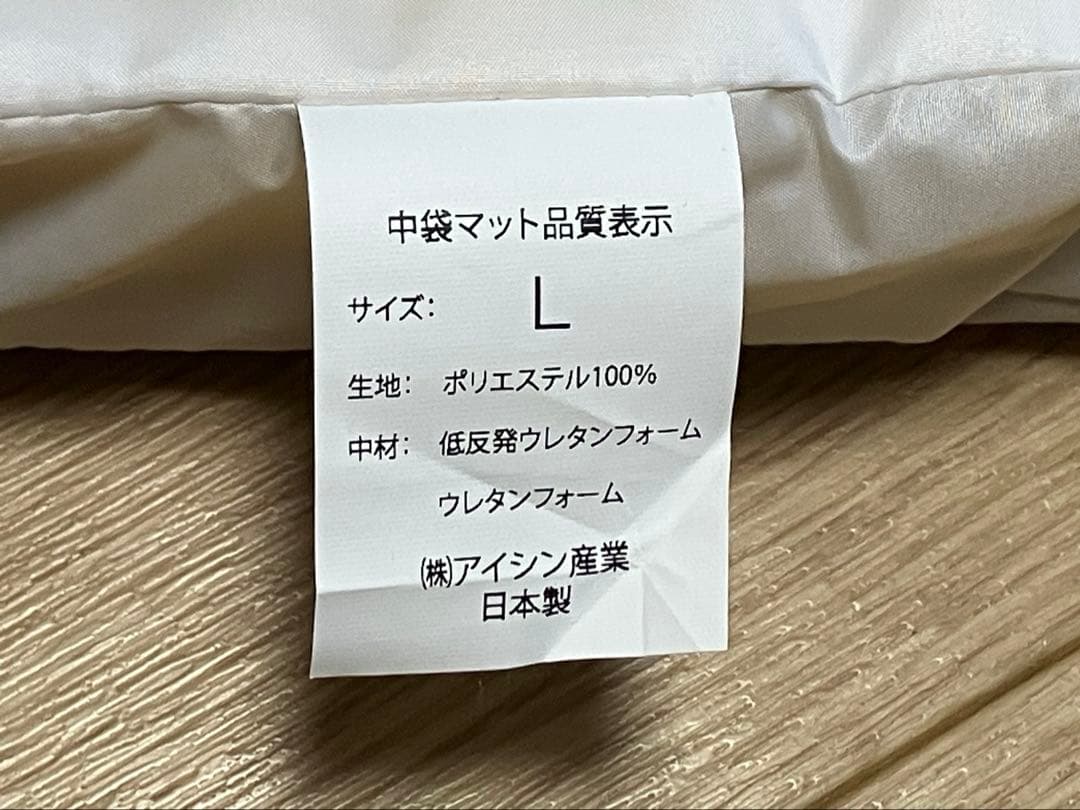 中袋マット品質表示
サイズ： L
生地： ポリエステル100%
中材： 低反発ウレタンフォーム
ウレタンフォーム
(株)アイシン産業
日本製